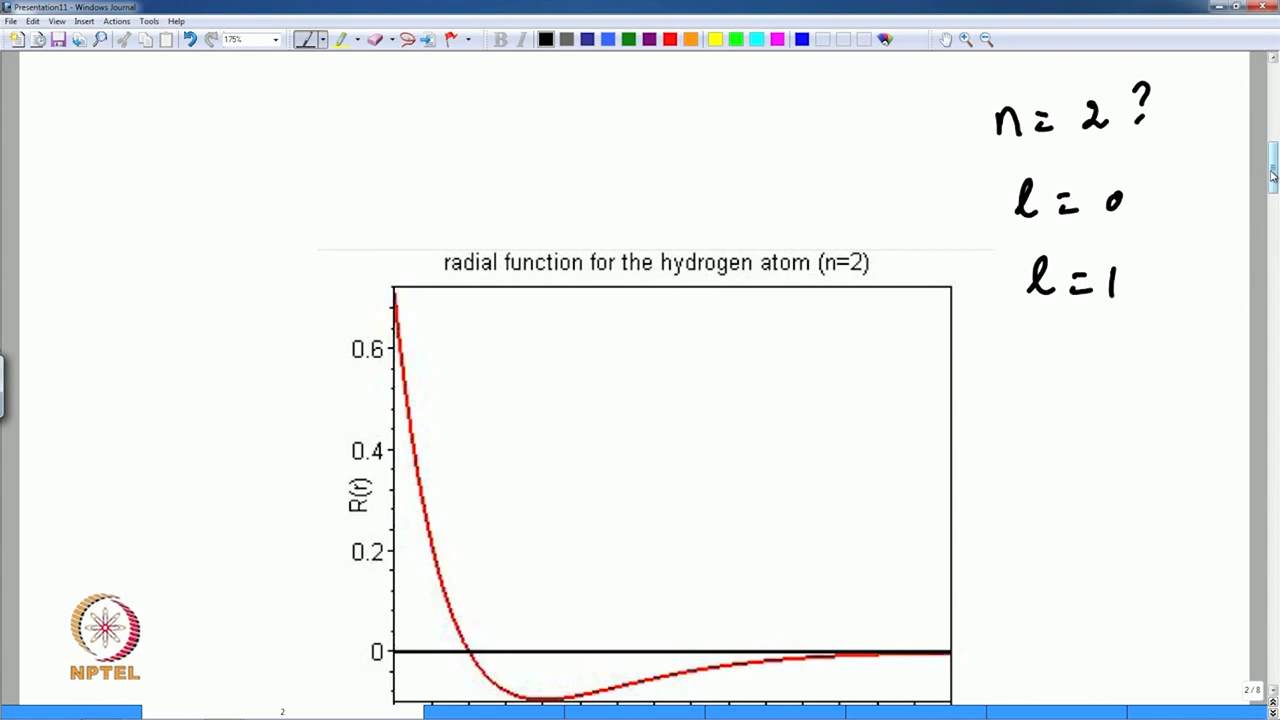 Presentation11 - Windows Journal
File Edit View Insert Actions Tools Help
175%
B I
n = 2 ?
l = 0
l = 1
radial function for the hydrogen atom (n=2)
0.6
0.4
R(r)
0.2
0
NPTEL
2 / 8
2